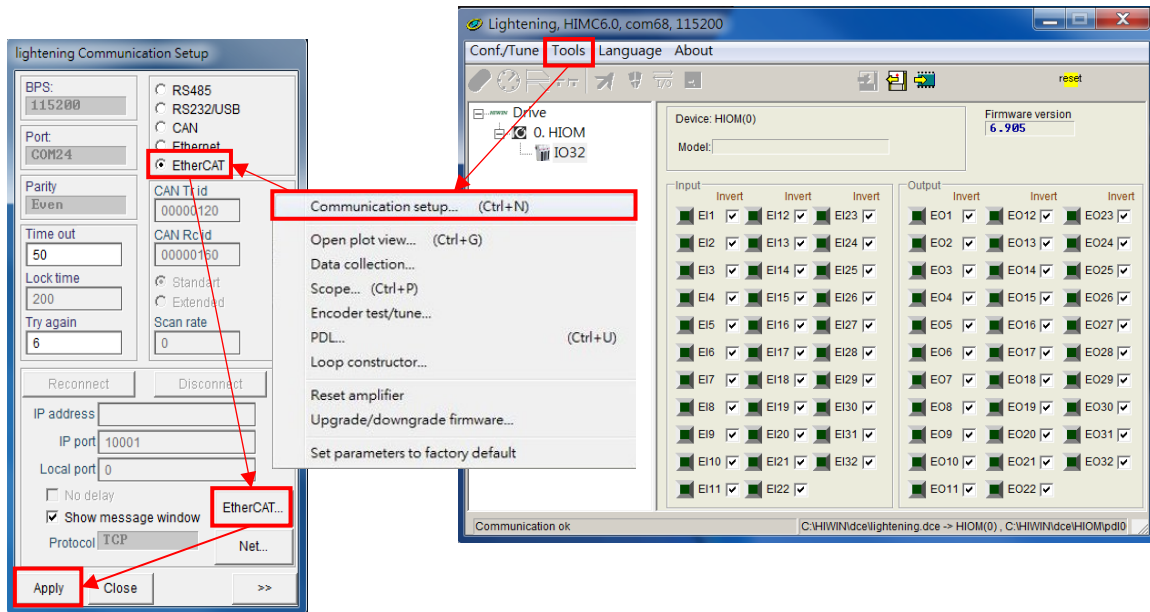 lightening Communication Setup
BPS:
115200
Port:
COM24
Parity
Even
Time out
50
Lock time
200
Try again
6
RS485
RS232/USB
CAN
Ethernet
EtherCAT
CAN Tr id
00000120
CAN Rc id
00000160
Standart
Extended
Scan rate
0
Reconnect Disconnect
IP address
IP port 10001
Local port 0
No delay
Show message window
EtherCAT...
Protocol TCP
Net...
Apply Close >>
Communication setup... (Ctrl+N)
Open plot view... (Ctrl+G)
Data collection...
Scope... (Ctrl+P)
Encoder test/tune...
PDL... (Ctrl+U)
Loop constructor...
Reset amplifier
Upgrade/downgrade firmware...
Set parameters to factory default
Lightening, HIMC6.0, com68, 115200
Conf./Tune Tools Language About
I/O
reset
Drive
0. HIOM
IO32
Device: HIOM(0)
Model:
Firmware version
6.905
Input
Invert Invert Invert
EI1 EI12 EI23
EI2 EI13 EI24
EI3 EI14 EI25
EI4 EI15 EI26
EI5 EI16 EI27
EI6 EI17 EI28
EI7 EI18 EI29
EI8 EI19 EI30
EI9 EI20 EI31
EI10 EI21 EI32
EI11 EI22
Output
Invert Invert Invert
EO1 EO12 EO23
EO2 EO13 EO24
EO3 EO14 EO25
EO4 EO15 EO26
EO5 EO16 EO27
EO6 EO17 EO28
EO7 EO18 EO29
EO8 EO19 EO30
EO9 EO20 EO31
EO10 EO21 EO32
EO11 EO22
Communication ok
C:\HIWIN\dce\lightening.dce -> HIOM(0) , C:\HIWIN\dce\HIOM\pdl0